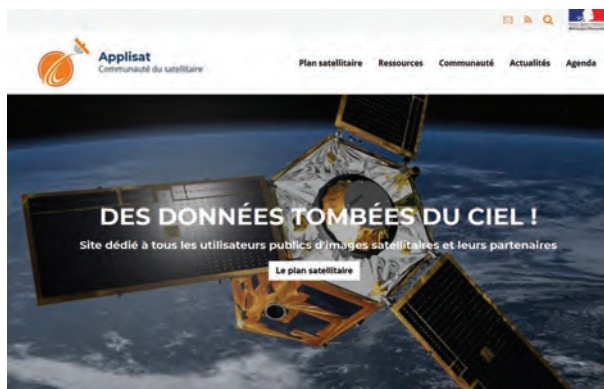 Applisat
Communauté du satellitaire
Plan satellitaire Ressources Communauté Actualités Agenda
DES DONNÉES TOMBÉES DU CIEL !
Site dédié à tous les utilisateurs publics d'images satellitaires et leurs partenaires
Le plan satellitaire